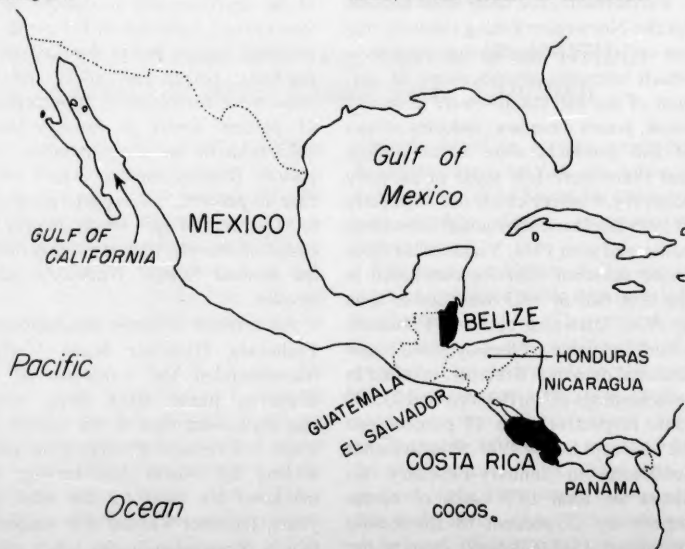 Gulf of
Mexico
MEXICO
GULF OF
CALIFORNIA
BELIZE
Pacific
HONDURAS
NICARAGUA
GUATEMALA
EL SALVADOR
COSTA RICA
PANAMA
Ocean
COCOS